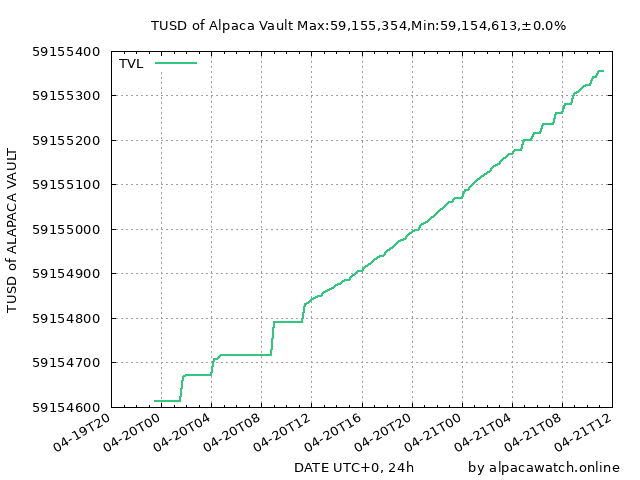 TUSD of Alpaca Vault Max:59,155,354,Min:59,154,613,±0.0%
TVL
59155400
59155300
59155200
59155100
59155000
59154900
59154800
59154700
59154600
TUSD of ALAPACA VAULT
04-19T20
04-20T00
04-20T04
04-20T08
04-20T12
04-20T16
04-20T20
04-21T00
04-21T04
04-21T08
04-21T12
DATE UTC+0, 24h
by alpacawatch.online